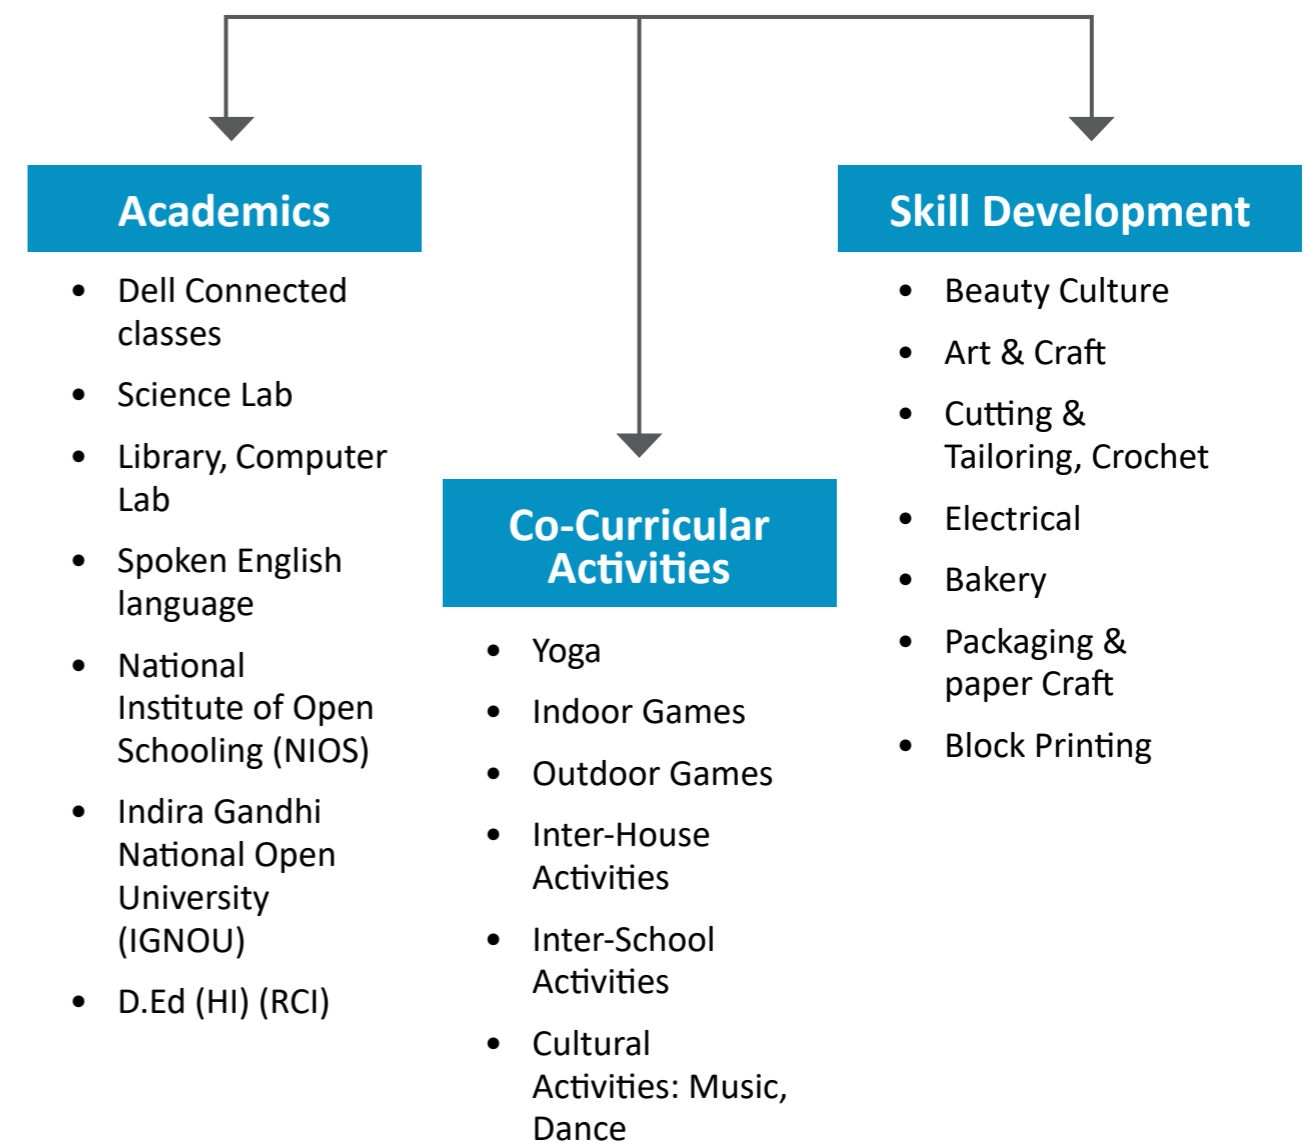 Academics
• Dell Connected
classes
• Science Lab
• Library, Computer
Lab
• Spoken English
language
• National
Institute of Open
Schooling (NIOS)
• Indira Gandhi
National Open
University
(IGNOU)
• D.Ed (HI) (RCI)
Co-Curricular
Activities
• Yoga
• Indoor Games
• Outdoor Games
• Inter-House
Activities
• Inter-School
Activities
• Cultural
Activities: Music,
Dance
Skill Development
• Beauty Culture
• Art & Craft
• Cutting &
Tailoring, Crochet
• Electrical
• Bakery
• Packaging &
paper Craft
• Block Printing